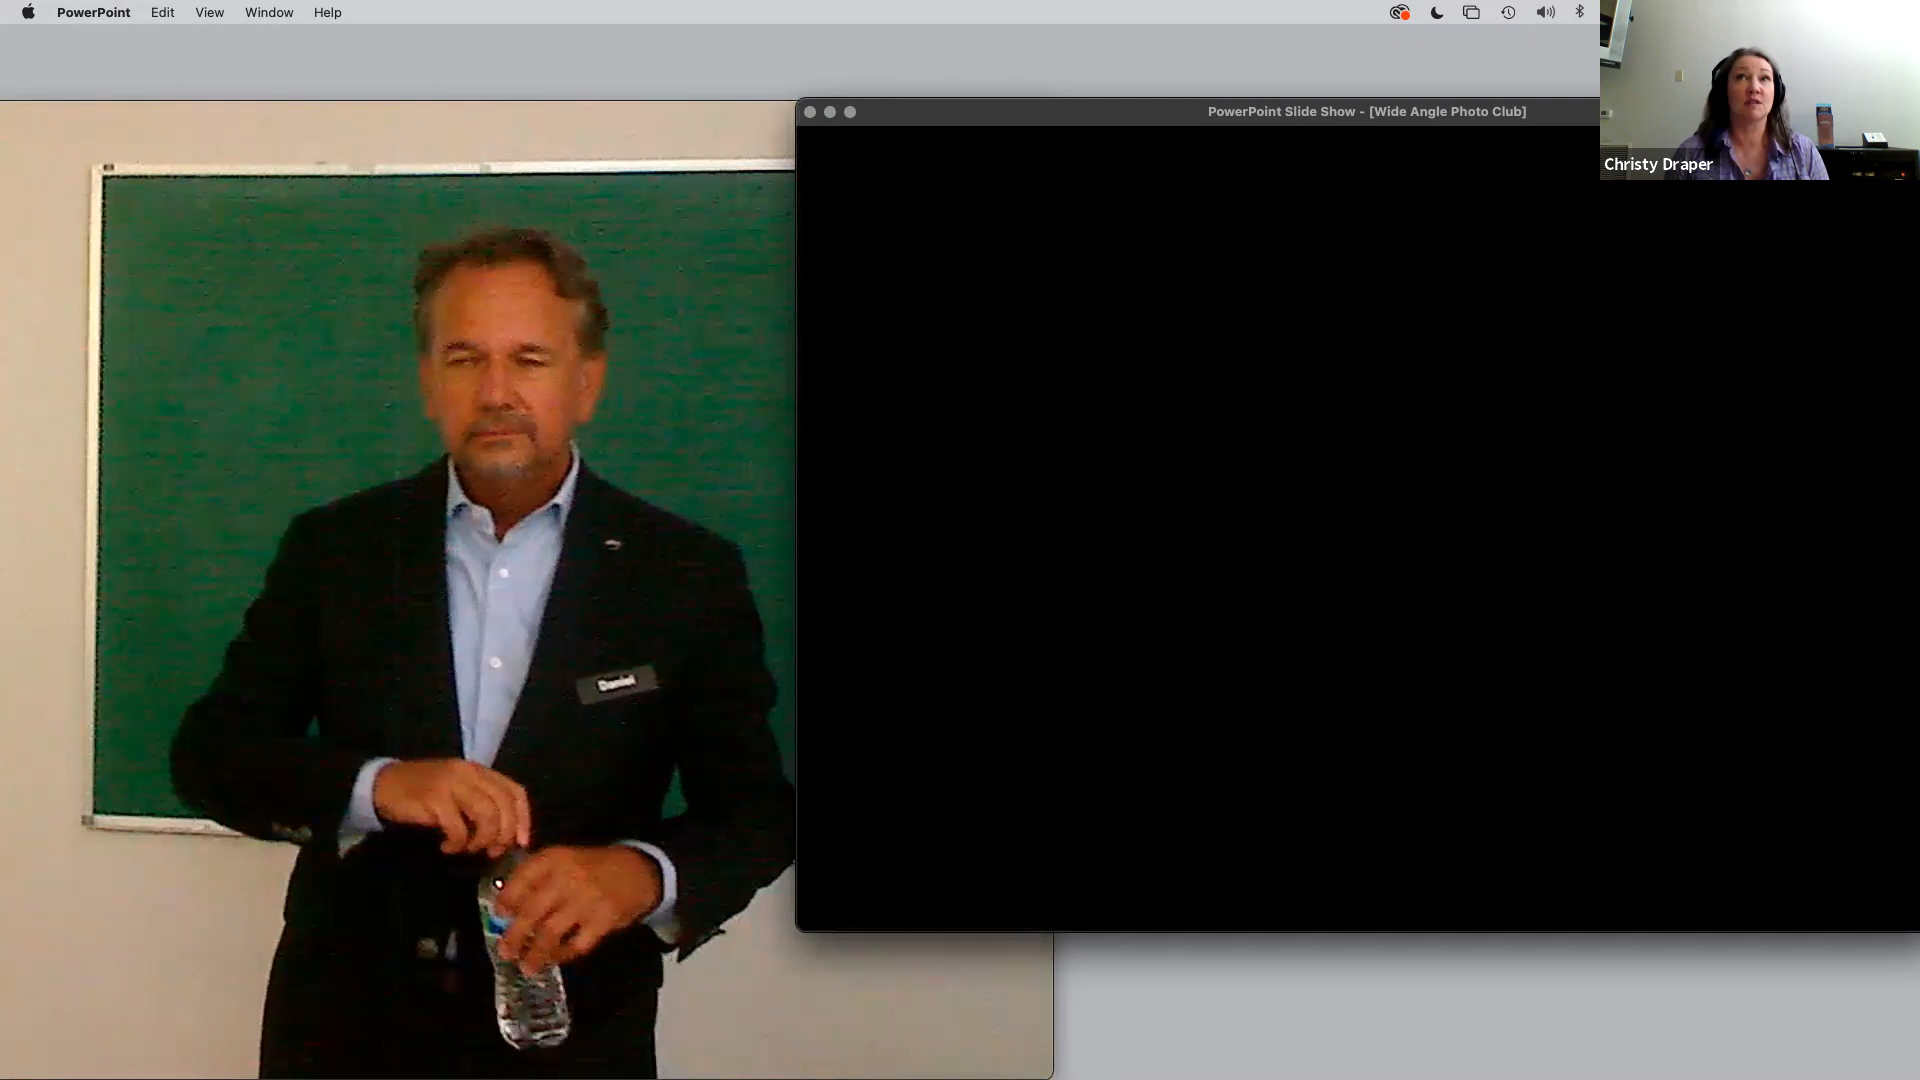 PowerPoint Edit View Window Help
PowerPoint Slide Show - [Wide Angle Photo Club]
Christy Draper
Daniel